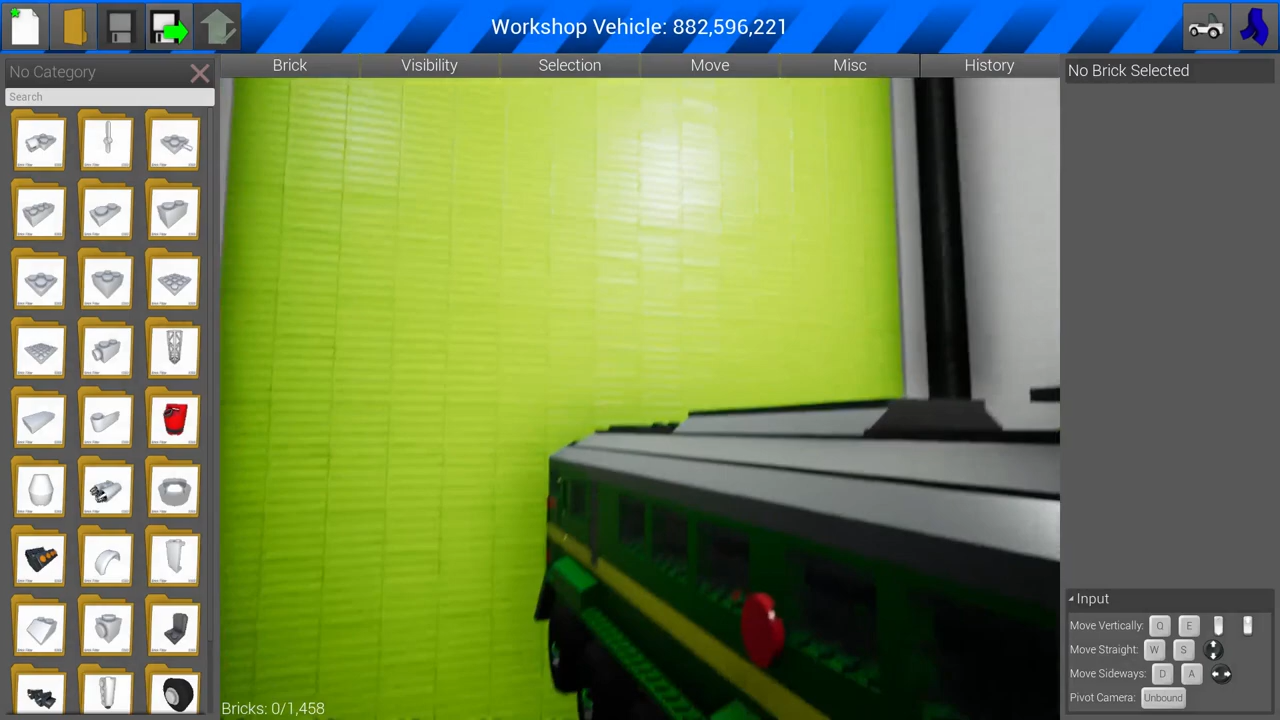 Workshop Vehicle: 882,596,221
No Category
Search
Brick
Visibility
Selection
Move
Misc
History
No Brick Selected
Input
Move Vertically: Q E
Move Straight: W S
Move Sideways: D A
Pivot Camera: Unbound
Bricks: 0/1,458